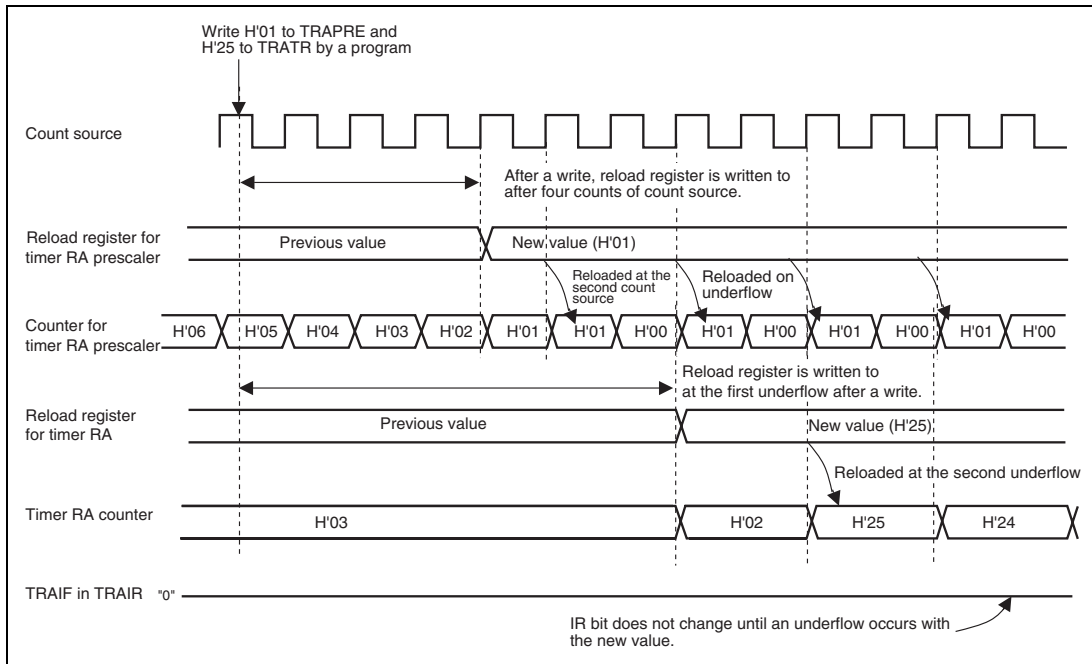 Write H'01 to TRAPRE and
H'25 to TRATR by a program
Count source
After a write, reload register is written to
after four counts of count source.
Reload register for
timer RA prescaler
Previous value
New value (H'01)
Reloaded at the
second count
source
Reloaded on
underflow
Counter for
timer RA prescaler
H'06 H'05 H'04 H'03 H'02 H'01 H'01 H'00 H'01 H'00 H'01 H'00 H'01 H'00
Reload register is written to
at the first underflow after a write.
Reload register
for timer RA
Previous value
New value (H'25)
Reloaded at the second underflow
Timer RA counter
H'03 H'02 H'25 H'24
TRAIF in TRAIR "0"
IR bit does not change until an underflow occurs with
the new value.